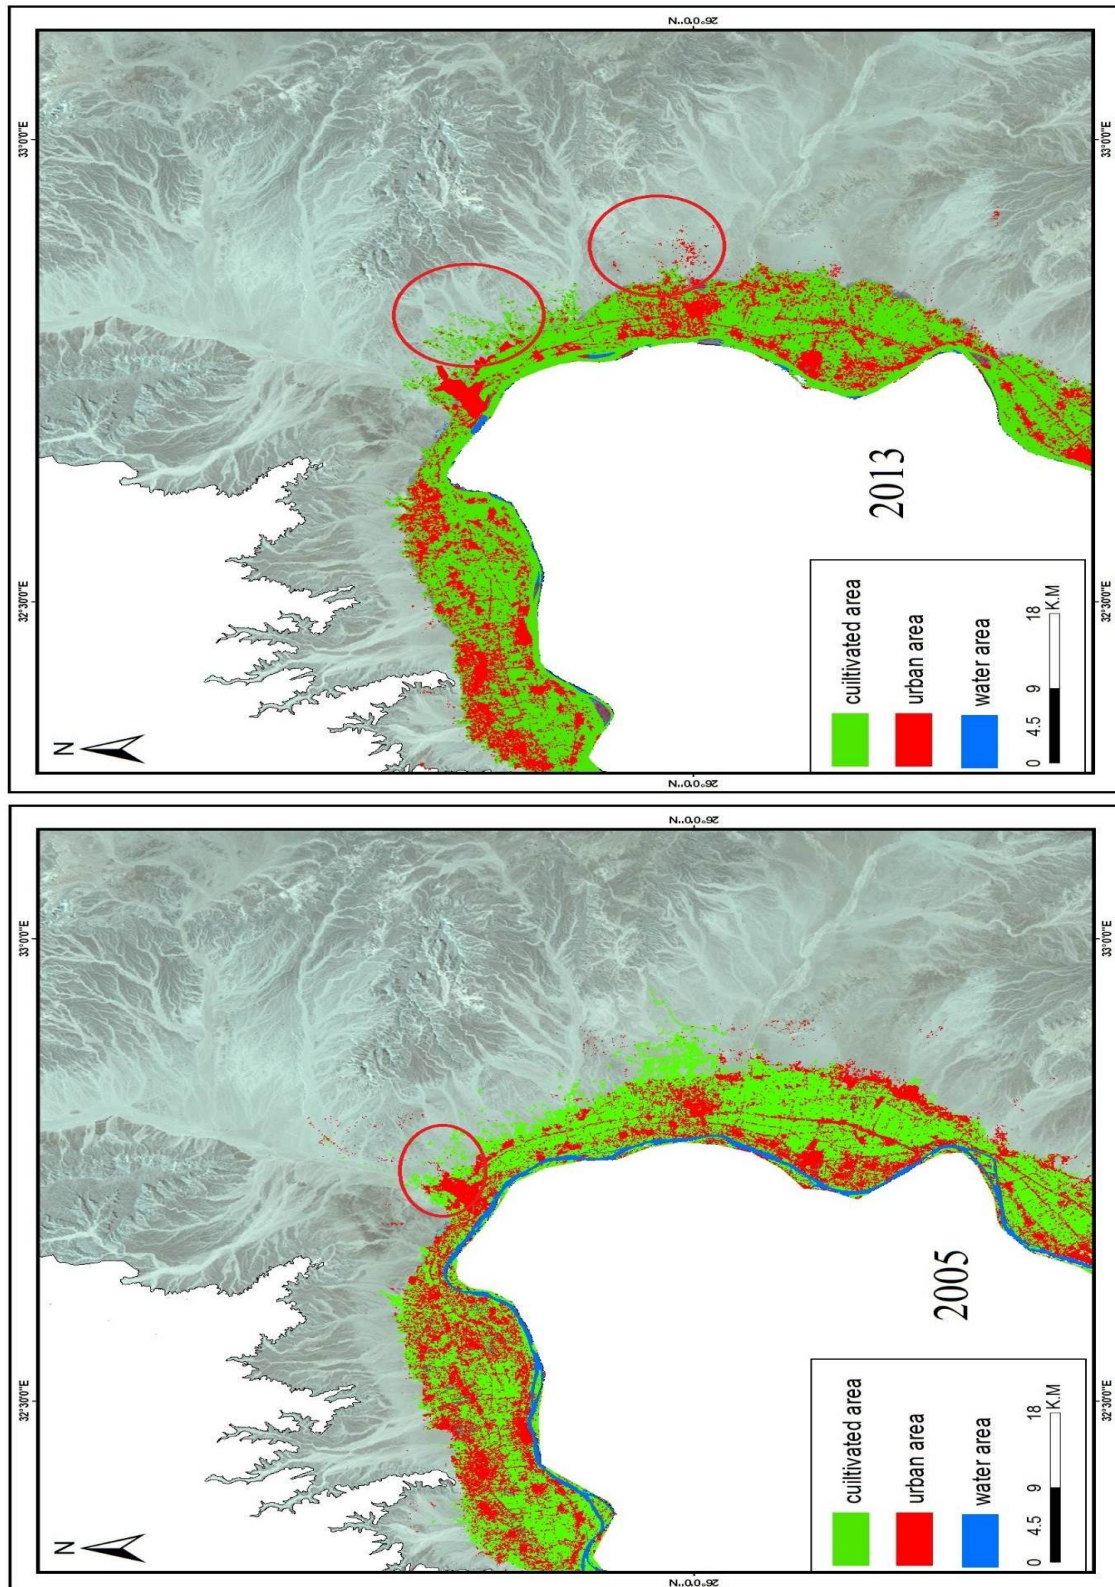 32°30'0"E
33°0'0"E
N
26°0'0"N
26°0'0"N
2005
cuiltivated area
urban area
water area
0 4.5 9 18
K.M
32°30'0"E
33°0'0"E
32°30'0"E
33°0'0"E
N
26°0'0"N
26°0'0"N
2013
cuiltivated area
urban area
water area
0 4.5 9 18
K.M
32°30'0"E
33°0'0"E